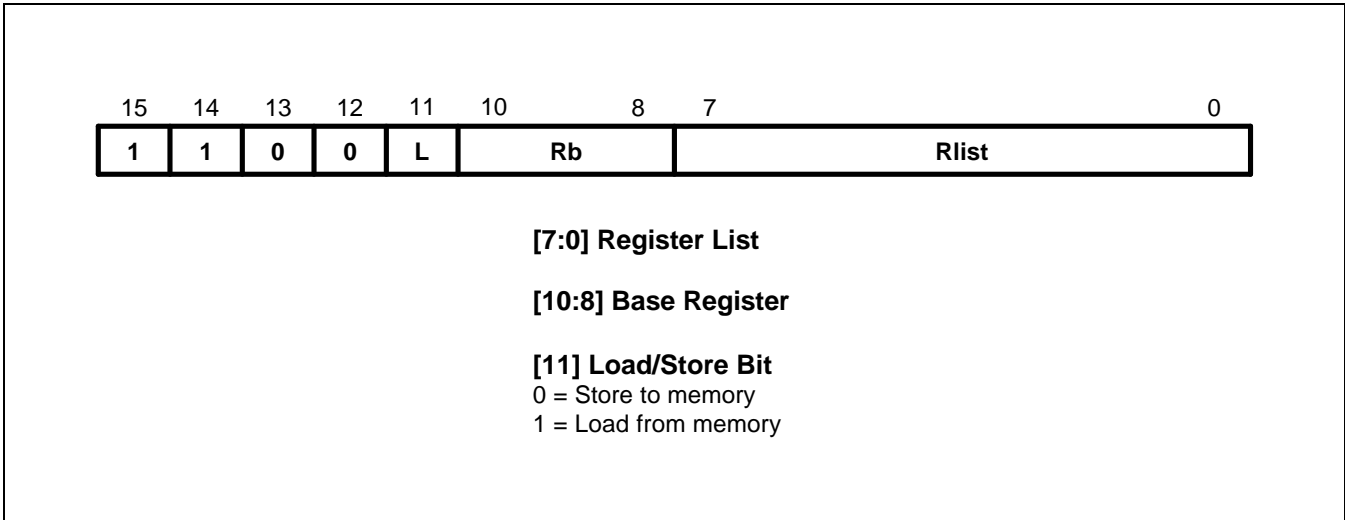 15 14 13 12 11 10 8 7 0
1 1 0 0 L Rb Rlist
[7:0] Register List
[10:8] Base Register
[11] Load/Store Bit
0 = Store to memory
1 = Load from memory